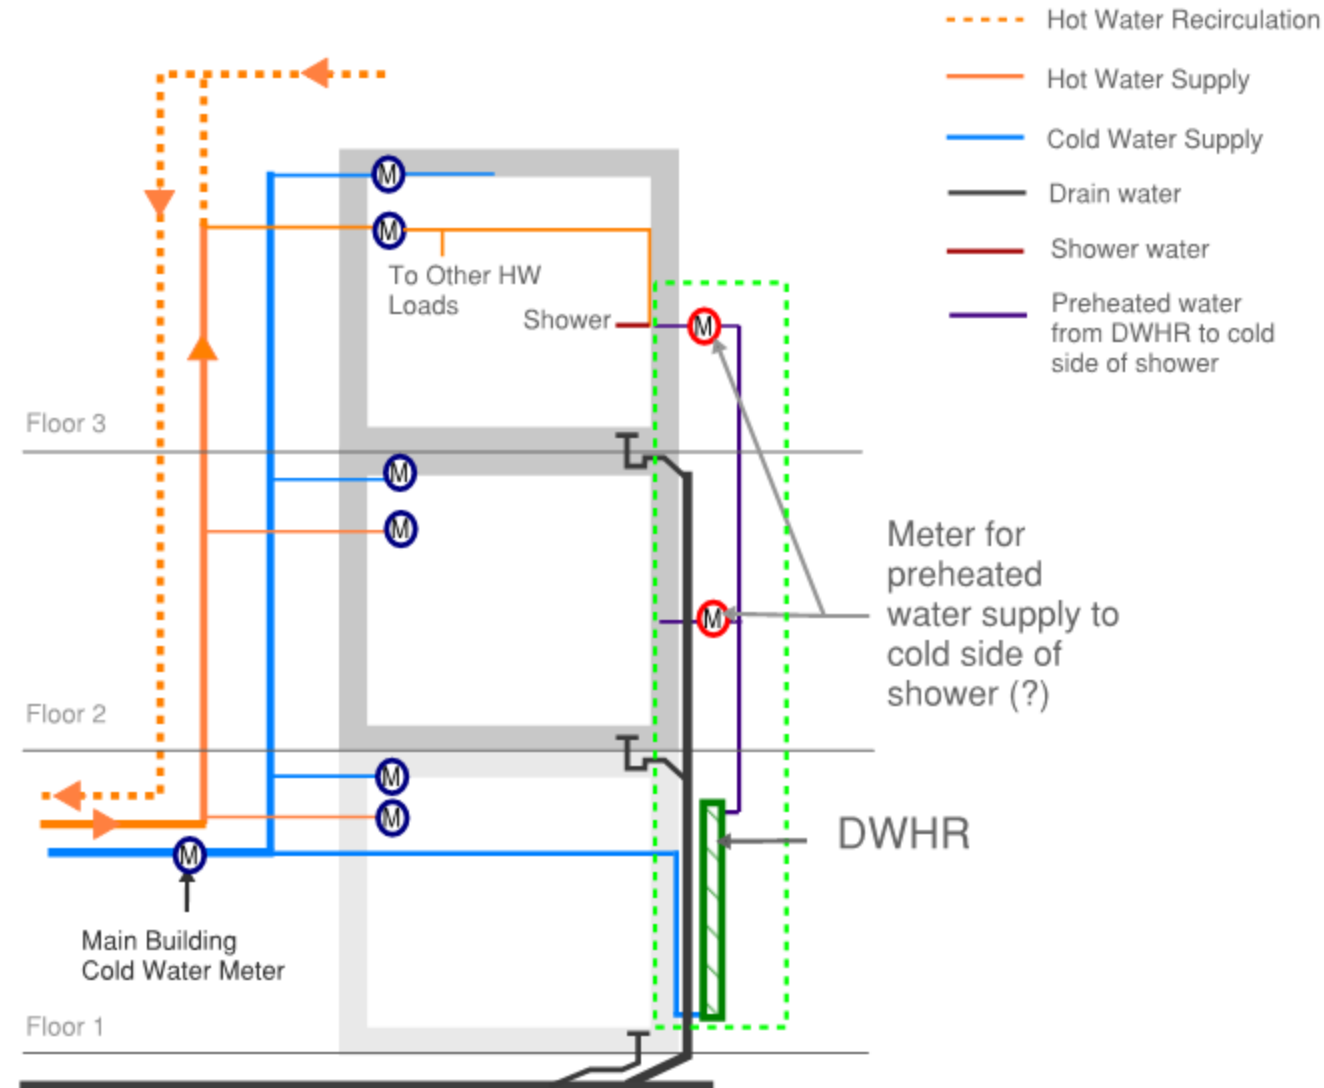 Hot Water Recirculation
Hot Water Supply
Cold Water Supply
Drain water
Shower water
Preheated water
from DWHR to cold
side of shower
M
M
To Other HW
Loads
Shower
M
Floor 3
M
M
Meter for
preheated
water supply to
cold side of
shower (?)
M
Floor 2
M
M
DWHR
M
Main Building
Cold Water Meter
Floor 1